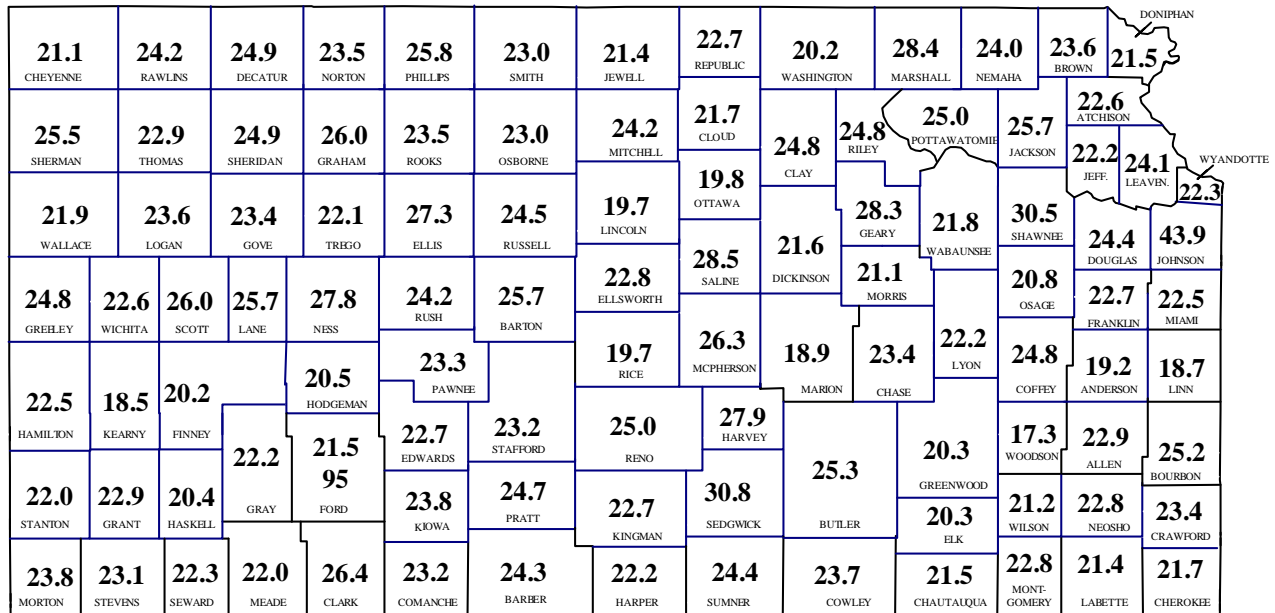 DONIPHAN
21.1 24.2 24.9 23.5 25.8 23.0 21.4 22.7 20.2 28.4 24.0 23.6 21.5
CHEYENNE RAWLINS DECATUR NORTON PHILLIPS SMITH JEWELL REPUBLIC WASHINGTON MARSHALL NEMAHA BROWN
25.5 22.9 24.9 26.0 23.5 23.0 24.2 21.7 24.8 24.8 25.0 25.7 22.6
SHERMAN THOMAS SHERIDAN GRAHAM ROOKS OSBORNE MITCHELL CLOUD CLAY RILEY POTTAWATOMIE JACKSON ATCHISON
22.2 24.1 WYANDOTTE
JEFF. LEAVEN. 22.3
21.9 23.6 23.4 22.1 27.3 24.5 19.7 19.8 28.3 21.8 30.5 24.4 43.9
WALLACE LOGAN GOVE TREGO ELLIS RUSSELL LINCOLN OTTAWA GEARY WABAUNSEE SHAWNEE DOUGLAS JOHNSON
24.8 22.6 26.0 25.7 27.8 24.2 25.7 22.8 28.5 21.6 21.1 20.8 22.7 22.5
GREELEY WICHITA SCOTT LANE NESS RUSH BARTON ELLSWORTH SALINE DICKINSON MORRIS OSAGE FRANKLIN MIAMI
23.3 19.7 26.3 18.9 23.4 22.2 24.8 19.2 18.7
PAWNEE RICE MCPHERSON MARION CHASE LYON COFFEY ANDERSON LINN
22.5 18.5 20.2 20.5
HAMILTON KEARNY FINNEY HODGEMAN
22.2 21.5 22.7 23.2 25.0 27.9 20.3 17.3 22.9 25.2
95
GRAY FORD EDWARDS STAFFORD RENO HARVEY GREENWOOD WOODSON ALLEN BOURBON
22.0 22.9 20.4 23.8 24.7 22.7 30.8 25.3 20.3 21.2 22.8 23.4
STANTON GRANT HASKELL KIOWA PRATT KINGMAN SEDGWICK BUTLER ELK WILSON NEOSHO CRAWFORD
23.8 23.1 22.3 22.0 26.4 23.2 24.3 22.2 24.4 23.7 21.5 22.8 21.4 21.7
MORTON STEVENS SEWARD MEADE CLARK COMANCHE BARBER HARPER SUMNER COWLEY CHAUTAUQUA MONT-
GOMERY LABETTE CHEROKEE